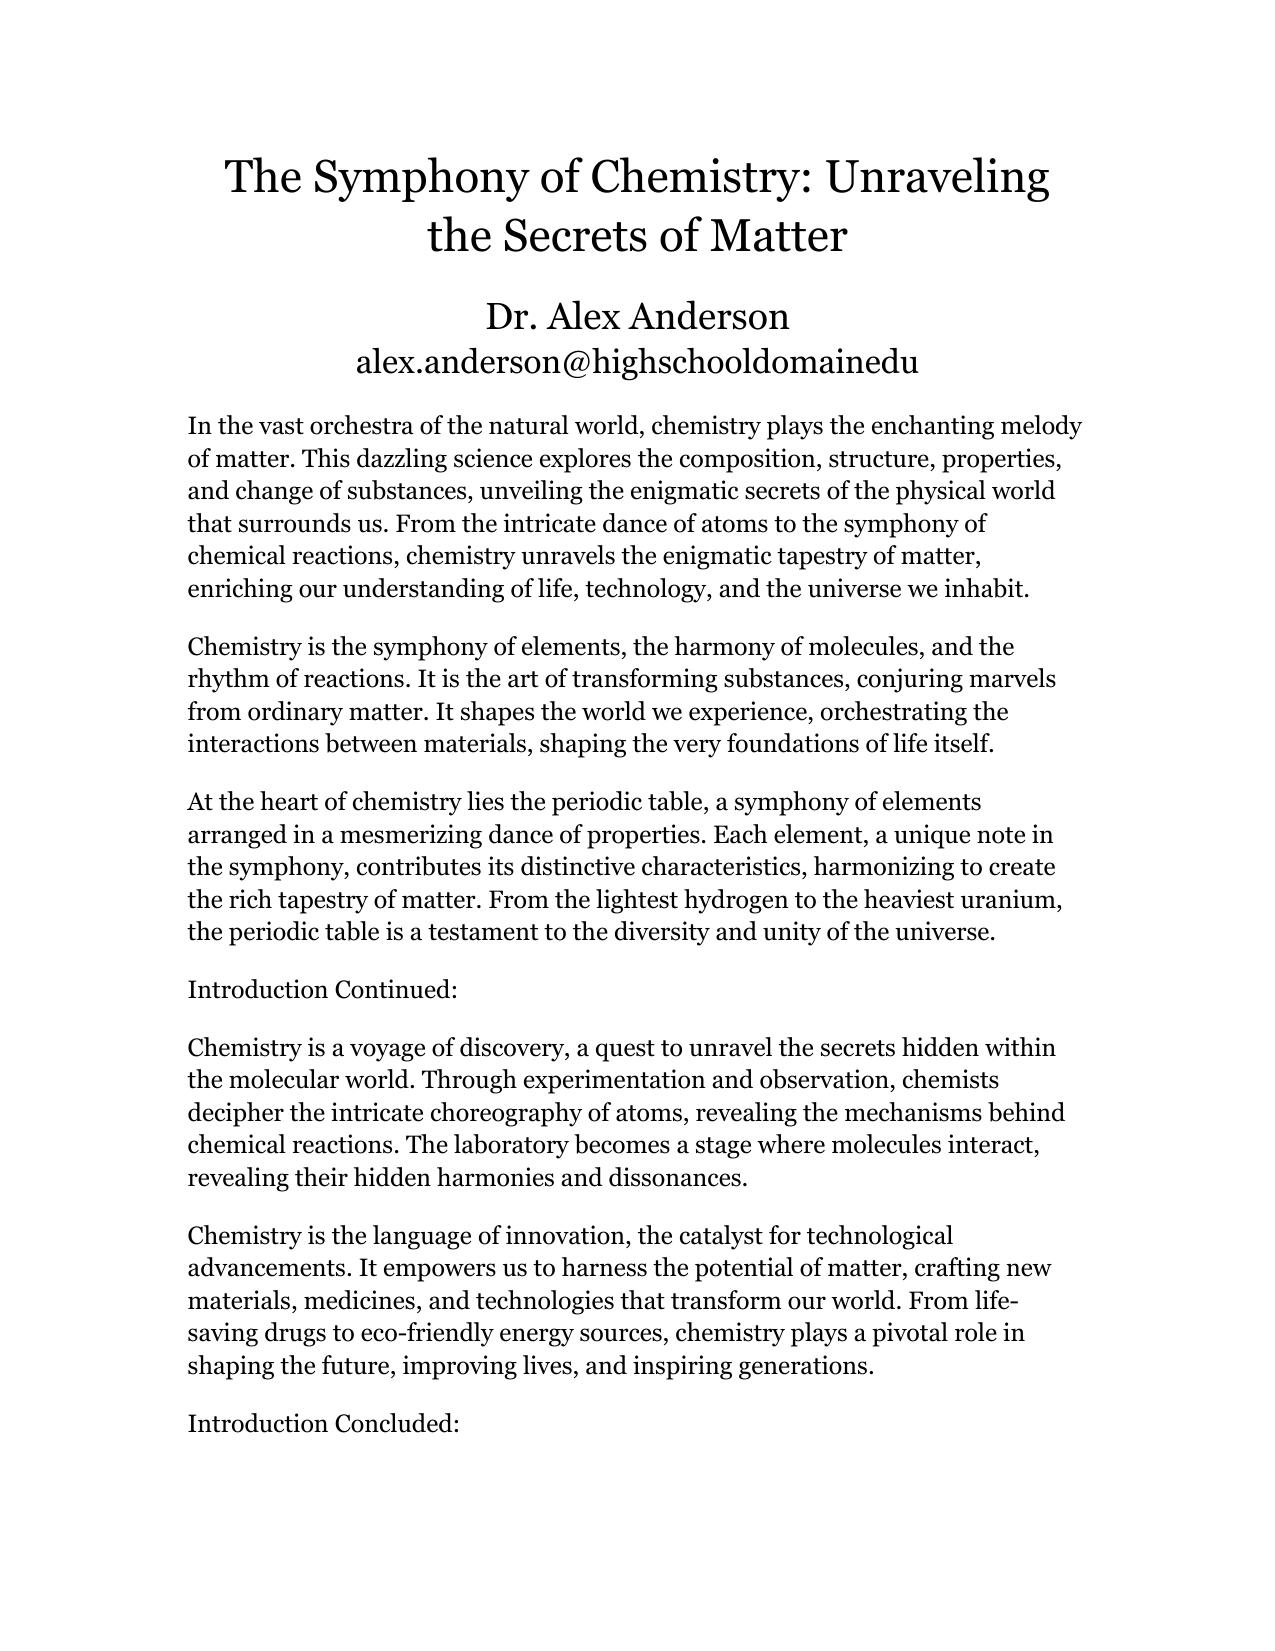 The Symphony of Chemistry: Unraveling
the Secrets of Matter
Dr. Alex Anderson
alex.anderson@highschooldomainedu
In the vast orchestra of the natural world, chemistry plays the enchanting melody
of matter. This dazzling science explores the composition, structure, properties,
and change of substances, unveiling the enigmatic secrets of the physical world
that surrounds us. From the intricate dance of atoms to the symphony of
chemical reactions, chemistry unravels the enigmatic tapestry of matter,
enriching our understanding of life, technology, and the universe we inhabit.
Chemistry is the symphony of elements, the harmony of molecules, and the
rhythm of reactions. It is the art of transforming substances, conjuring marvels
from ordinary matter. It shapes the world we experience, orchestrating the
interactions between materials, shaping the very foundations of life itself.
At the heart of chemistry lies the periodic table, a symphony of elements
arranged in a mesmerizing dance of properties. Each element, a unique note in
the symphony, contributes its distinctive characteristics, harmonizing to create
the rich tapestry of matter. From the lightest hydrogen to the heaviest uranium,
the periodic table is a testament to the diversity and unity of the universe.
Introduction Continued:
Chemistry is a voyage of discovery, a quest to unravel the secrets hidden within
the molecular world. Through experimentation and observation, chemists
decipher the intricate choreography of atoms, revealing the mechanisms behind
chemical reactions. The laboratory becomes a stage where molecules interact,
revealing their hidden harmonies and dissonances.
Chemistry is the language of innovation, the catalyst for technological
advancements. It empowers us to harness the potential of matter, crafting new
materials, medicines, and technologies that transform our world. From life-
saving drugs to eco-friendly energy sources, chemistry plays a pivotal role in
shaping the future, improving lives, and inspiring generations.
Introduction Concluded: